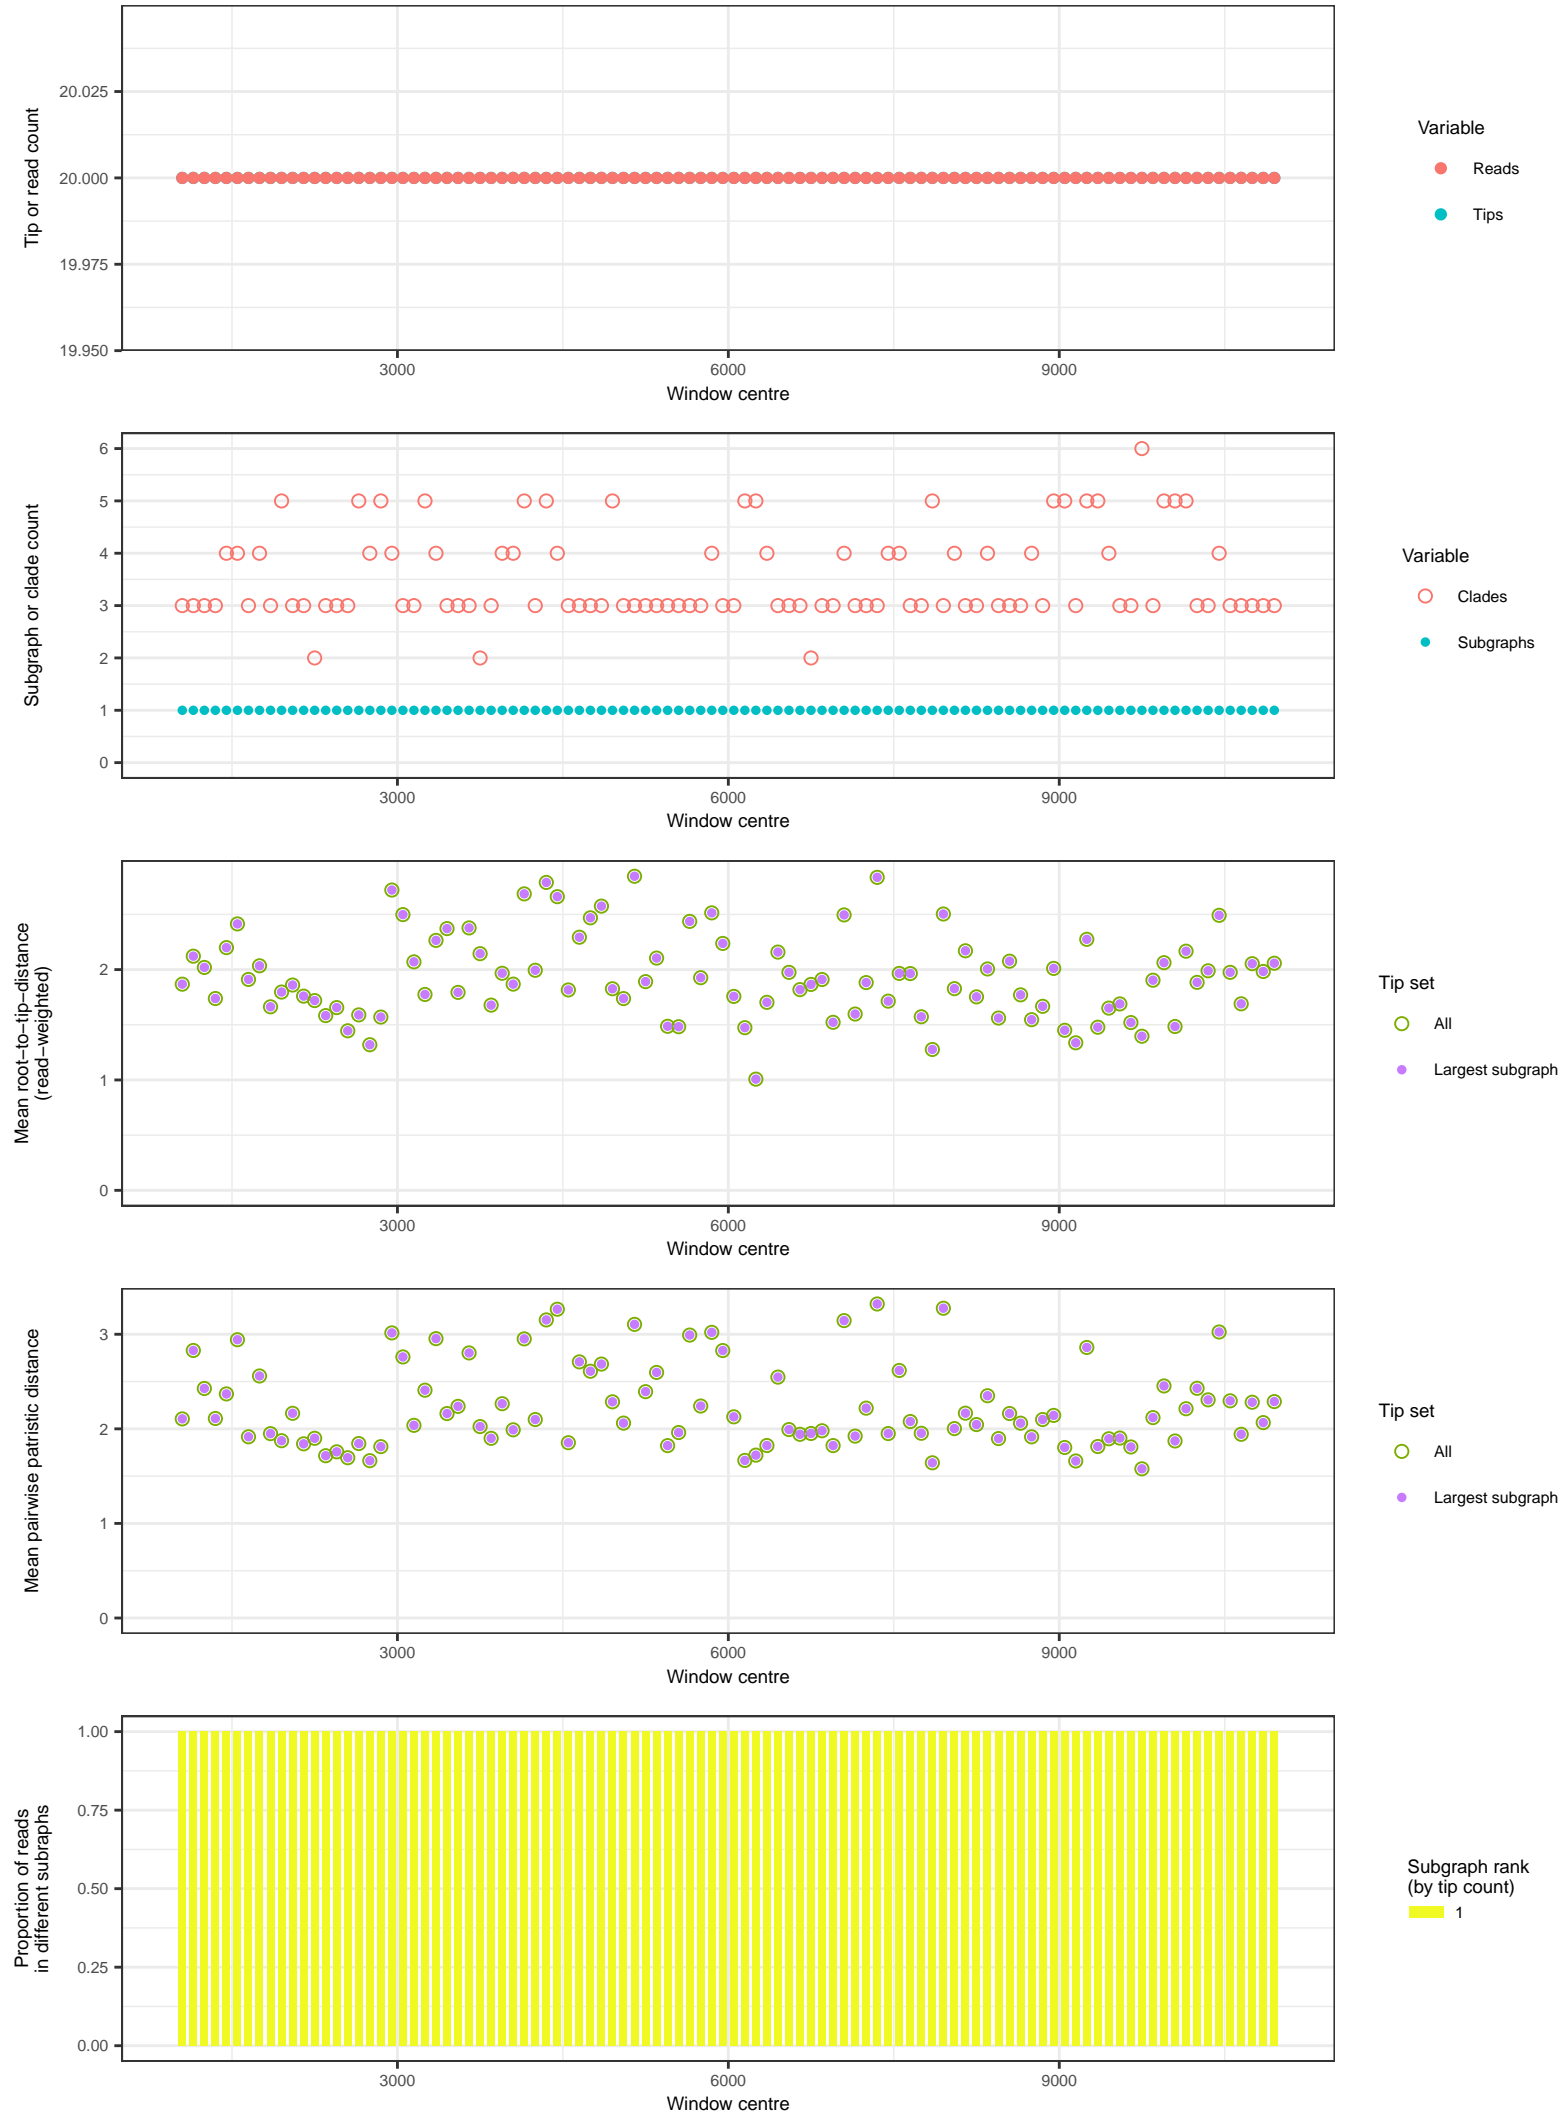 20.025
20.000
19.975
19.950
Tip or read count
3000
6000
9000
Window centre
Variable
Reads
Tips
6
5
4
3
2
1
0
Subgraph or clade count
3000
6000
9000
Window centre
Variable
Clades
Subgraphs
2
1
0
Mean root−to−tip−distance
(read−weighted)
3000
6000
9000
Window centre
Tip set
All
Largest subgraph
3
2
1
0
Mean pairwise patristic distance
3000
6000
9000
Window centre
Tip set
All
Largest subgraph
1.00
0.75
0.50
0.25
0.00
Proportion of reads
in different subraphs
3000
6000
9000
Window centre
Subgraph rank
(by tip count)
1